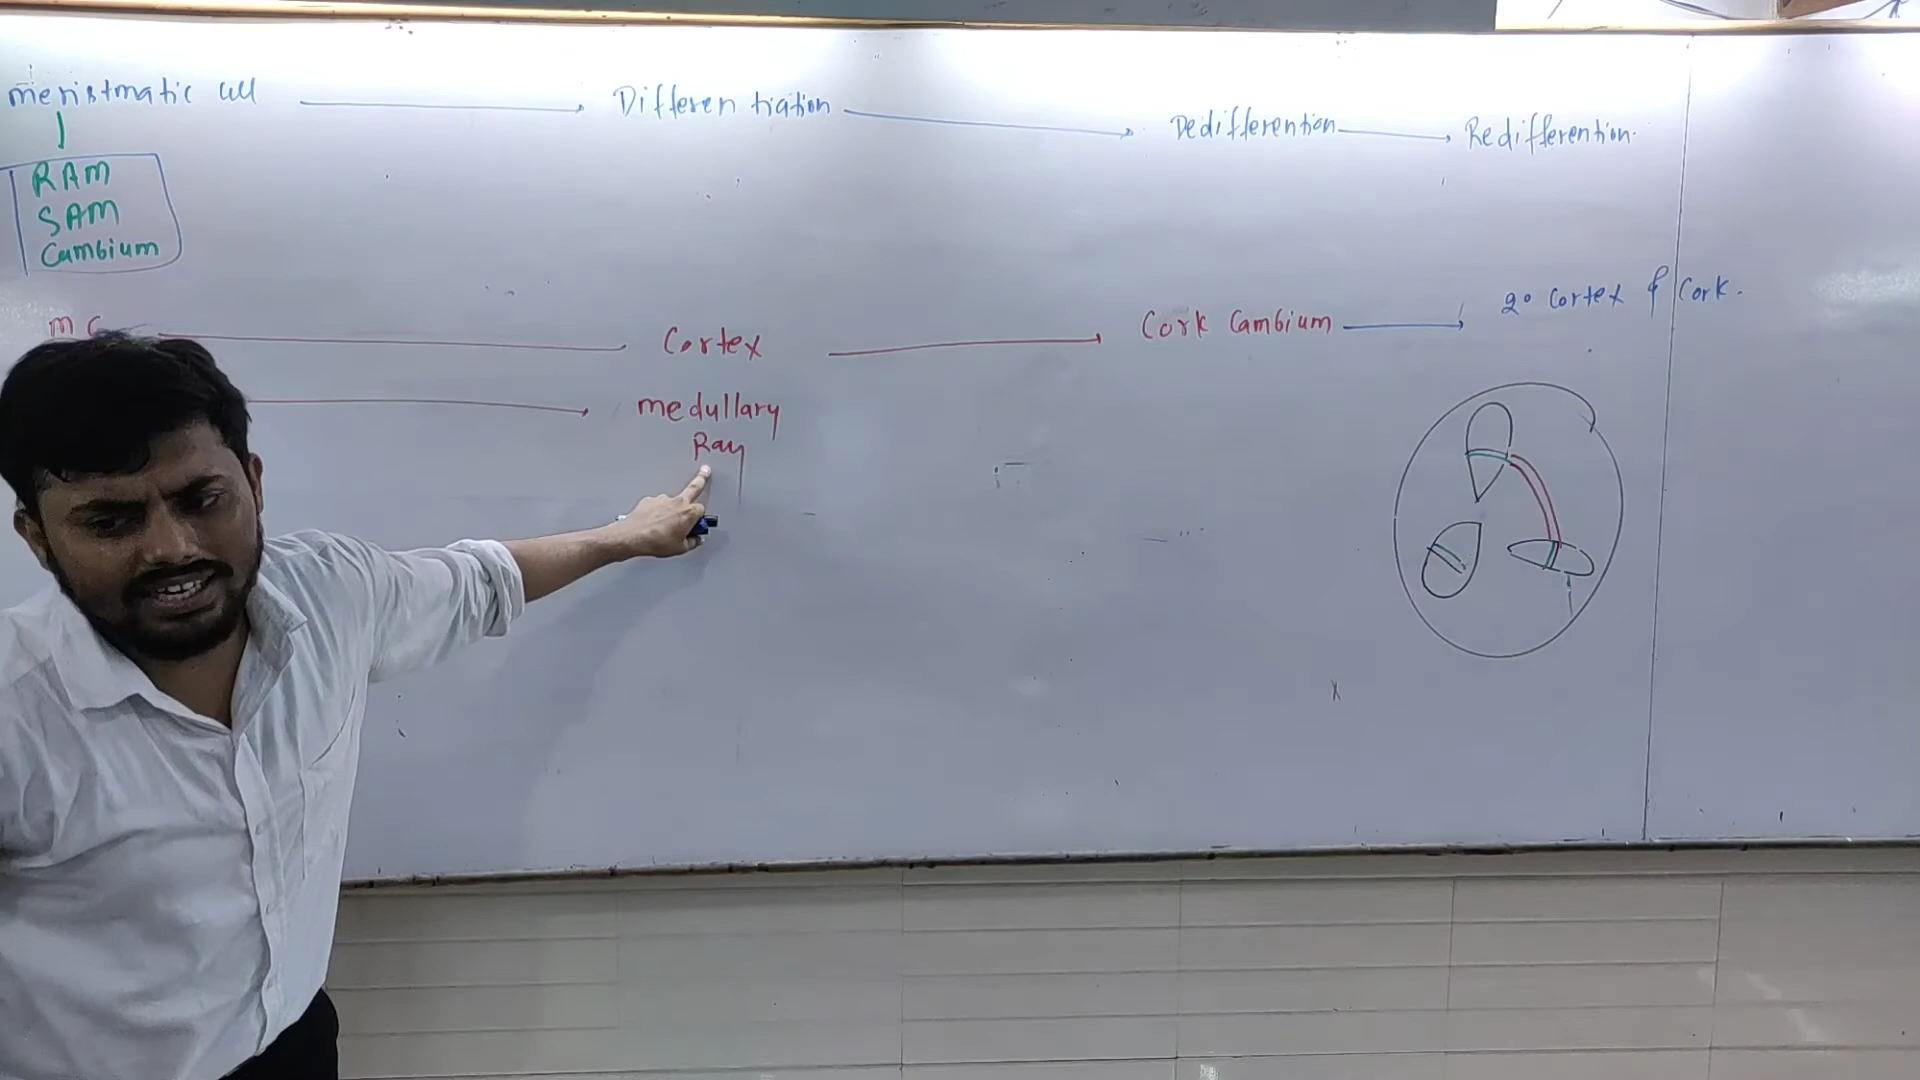 meristmatic cell → Differentiation → Dedifferention → Redifferention.
RAM
SAM
Cambium
m C → Cortex → Cork Cambium → 2° Cortex & Cork.
→ medullary
Ray